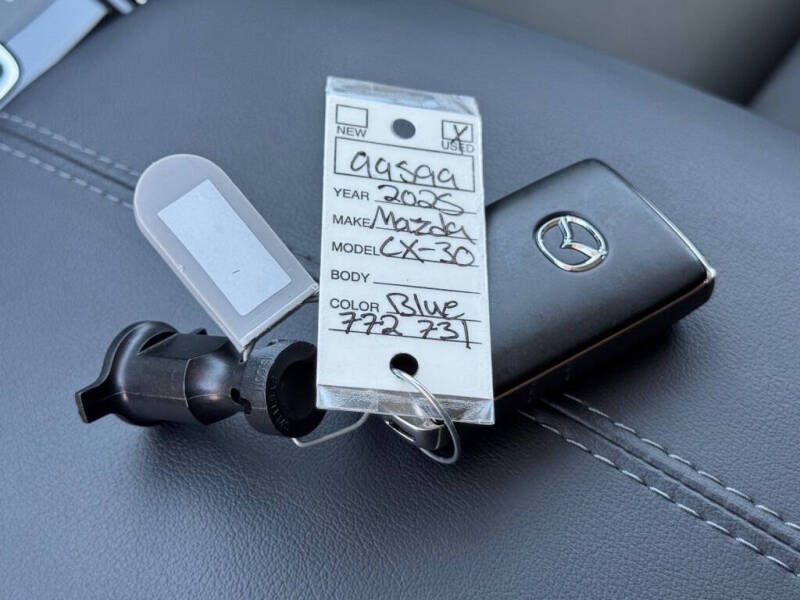 X
NEW USED
99599
YEAR 2025
MAKE Mazda
MODEL CX-30
BODY
COLOR Blue
772 731